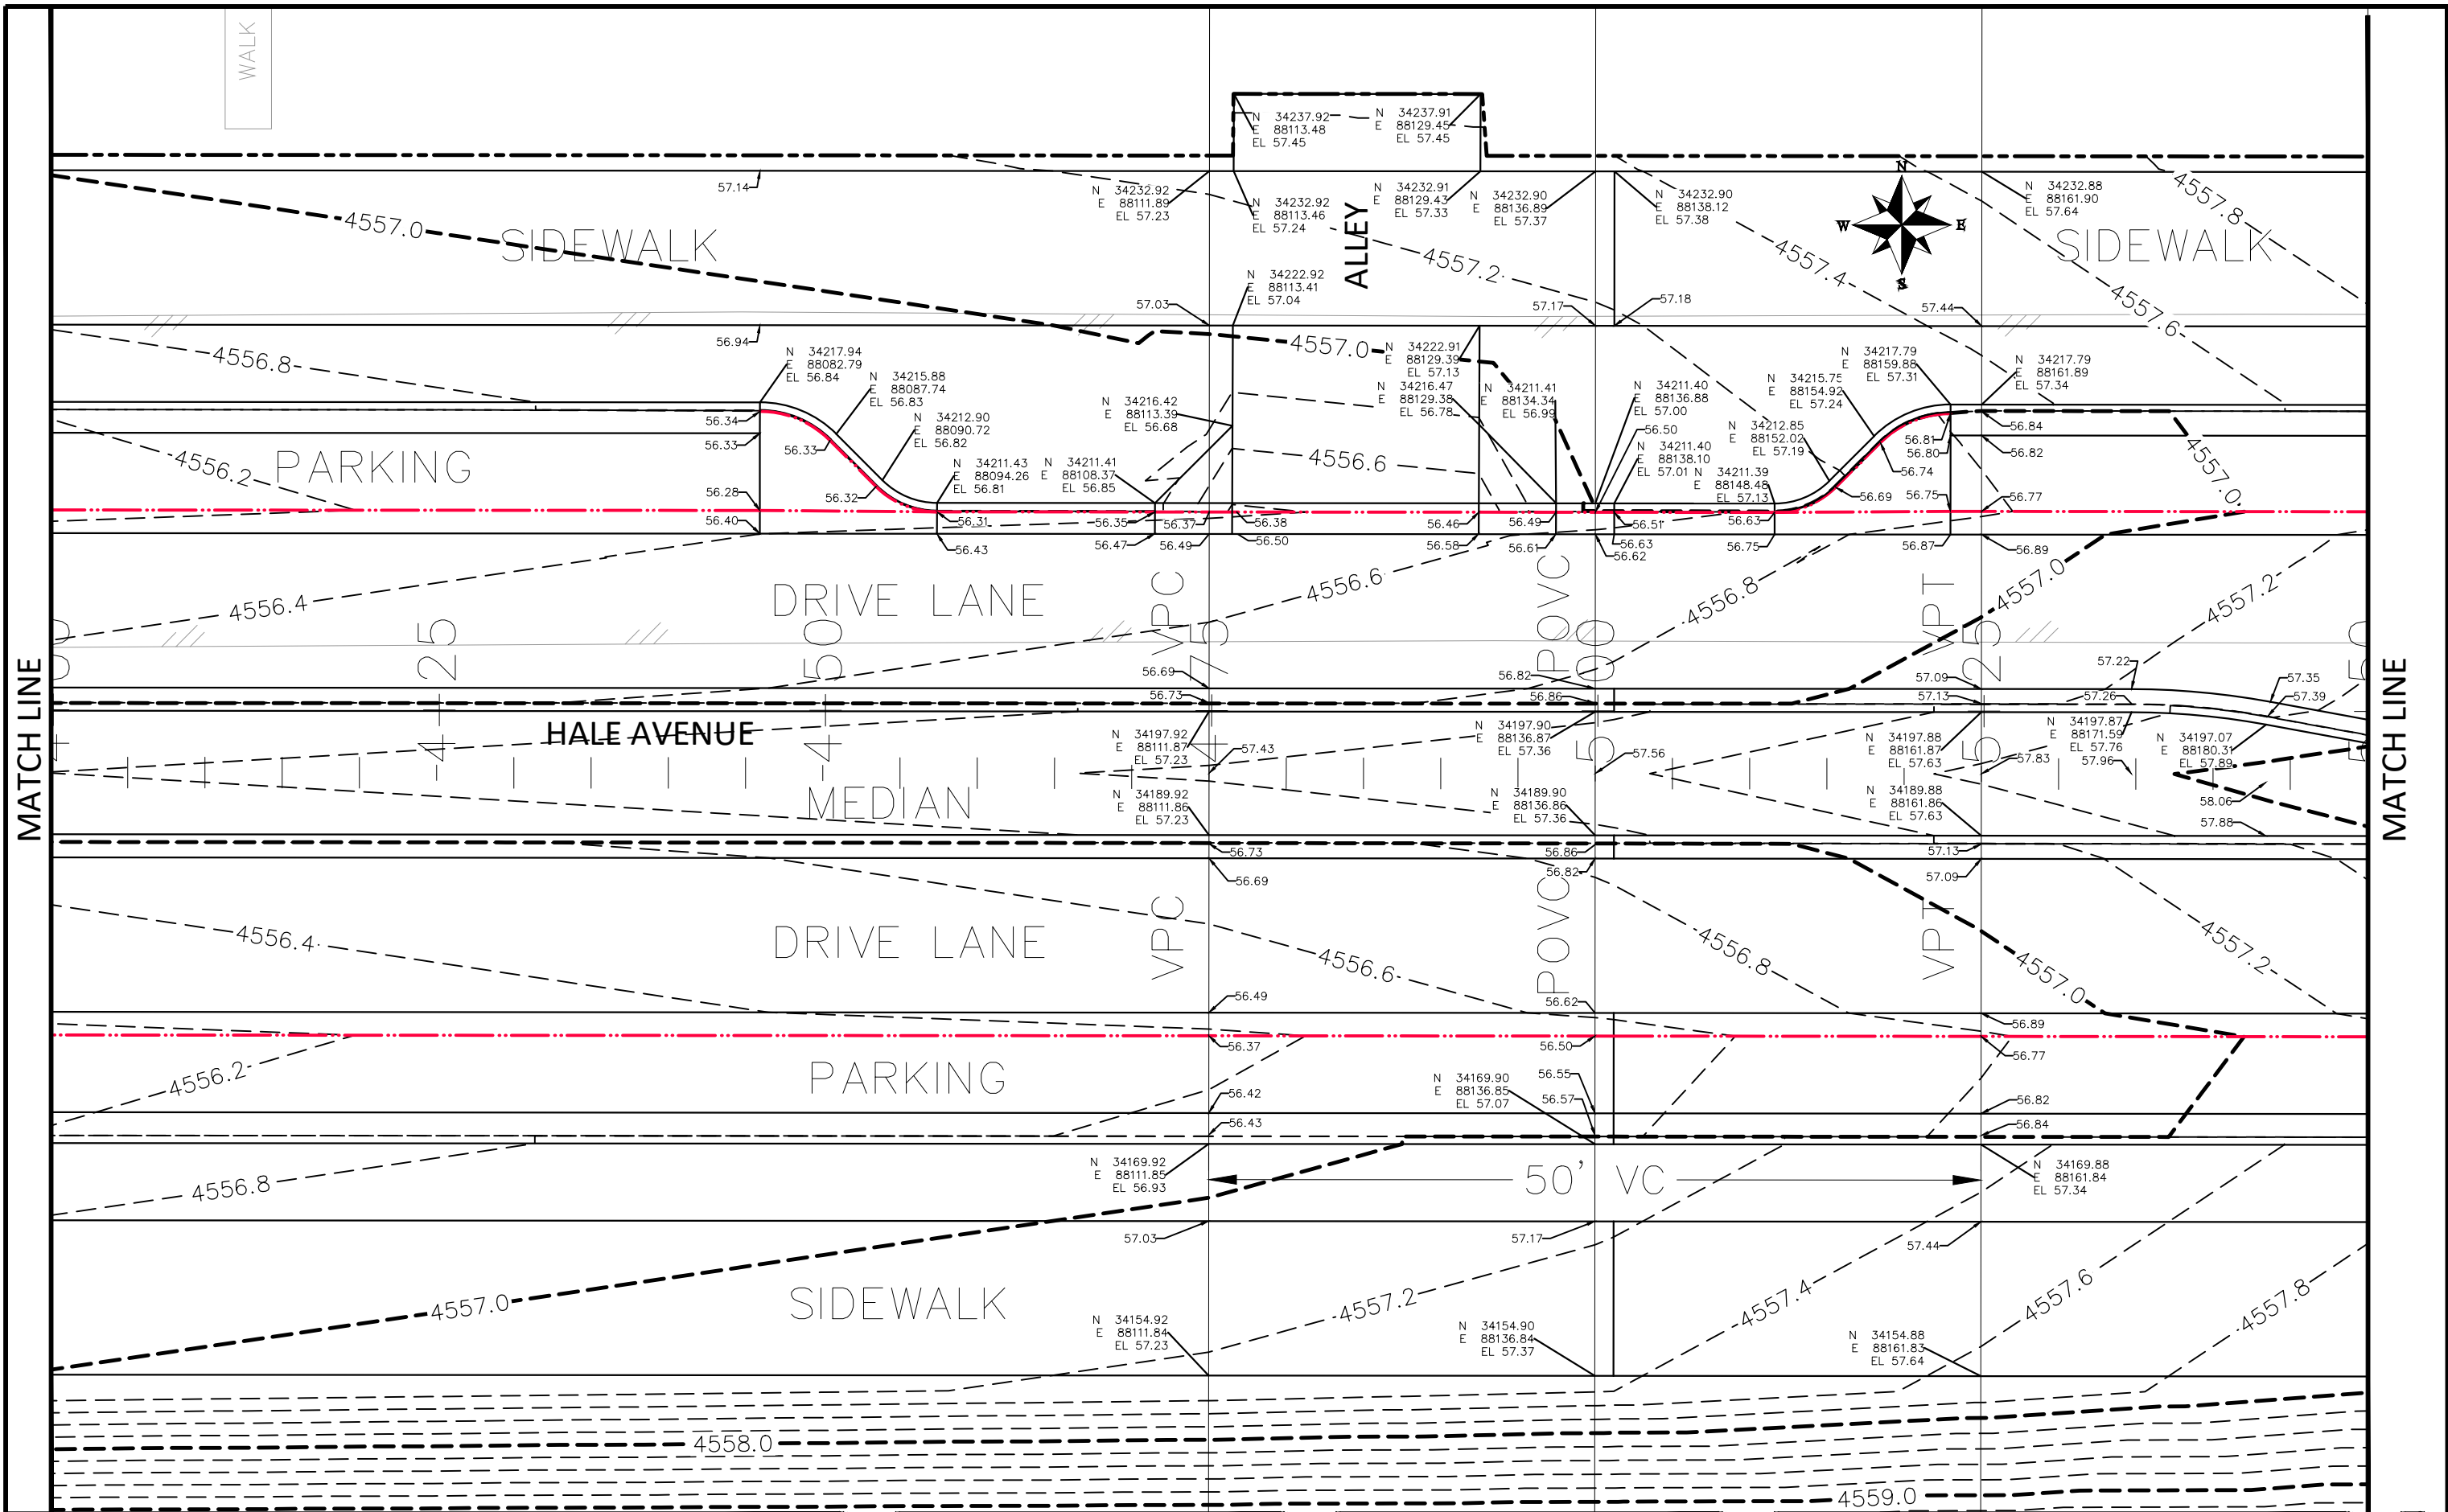 WALK
N 34237.92
E 88113.48
EL 57.45
N 34237.91
E 88129.45
EL 57.45
57.14
N 34232.92
E 88111.89
EL 57.23
N 34232.92
E 88113.46
EL 57.24
N 34232.91
E 88129.43
EL 57.33
N 34232.90
E 88136.89
EL 57.37
N 34232.90
E 88138.12
EL 57.38
N
W
E
S
N 34232.88
E 88161.90
EL 57.64
4557.8
4557.0
SIDEWALK
ALLEY
4557.2
4557.4
SIDEWALK
4557.6
57.03
N 34222.92
E 88113.41
EL 57.04
57.17
57.18
57.44
4556.8
56.94
4557.0
N 34222.91
E 88129.39
EL 57.13
N 34217.94
E 88082.79
EL 56.84
N 34215.88
E 88087.74
EL 56.83
N 34212.90
E 88090.72
EL 56.82
N 34216.42
E 88113.39
EL 56.68
N 34216.47
E 88129.38
EL 56.78
N 34211.41
E 88134.34
EL 56.99
N 34211.40
E 88136.88
EL 57.00
56.50
N 34215.75
E 88154.92
EL 57.24
N 34217.79
E 88159.88
EL 57.31
N 34217.79
E 88161.89
EL 57.34
56.34
56.33
56.33
N 34211.43
E 88094.26
EL 56.81
N 34211.41
E 88108.37
EL 56.85
4556.6
N 34211.40
E 88138.10
EL 57.01
N 34212.85
E 88152.02
EL 57.19
N 34211.39
E 88148.48
EL 57.13
56.81
56.80
56.84
56.82
56.74
4557.0
4556.2
PARKING
56.28
56.32
56.40
56.31
56.35
56.37
56.38
56.46
56.49
56.51
56.63
56.69
56.75
56.77
56.43
56.47
56.49
56.50
56.58
56.61
56.63
56.62
56.75
56.87
56.89
4556.4
DRIVE LANE
VPC
4556.6
POVC
4556.8
VPT
4557.0
4557.2
4+25
4+50
4+75
5+00
5+25
MATCH LINE
MATCH LINE
56.69
56.73
56.82
56.86
57.09
57.13
57.22
57.26
57.35
57.39
HALE AVENUE
N 34197.92
E 88111.87
EL 57.23
57.43
N 34197.90
E 88136.87
EL 57.36
57.56
N 34197.88
E 88161.87
EL 57.63
57.83
N 34197.87
E 88171.59
EL 57.76
57.96
N 34197.07
E 88180.31
EL 57.89
MEDIAN
N 34189.92
E 88111.86
EL 57.23
N 34189.90
E 88136.86
EL 57.36
N 34189.88
E 88161.86
EL 57.63
58.06
57.88
56.73
56.69
56.86
56.82
57.13
57.09
4556.4
DRIVE LANE
VPC
4556.6
POVC
4556.8
VPT
4557.0
4557.2
56.49
56.62
56.89
56.37
56.50
56.77
4556.2
PARKING
56.42
56.43
N 34169.90
E 88136.85
EL 57.07
56.55
56.57
56.82
56.84
4556.8
N 34169.92
E 88111.85
EL 56.93
50' VC
N 34169.88
E 88161.84
EL 57.34
57.03
57.17
57.44
4557.0
SIDEWALK
4557.2
4557.4
4557.6
4557.8
N 34154.92
E 88111.84
EL 57.23
N 34154.90
E 88136.84
EL 57.37
N 34154.88
E 88161.83
EL 57.64
4558.0
4559.0